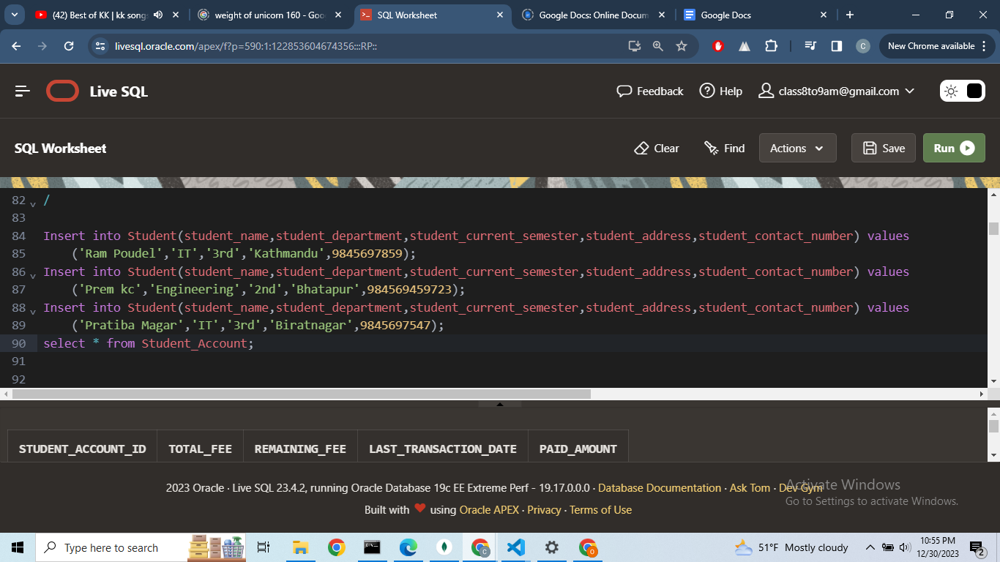 (42) Best of KK | kk song
weight of unicorn 160 - Goo
SQL Worksheet
Google Docs: Online Docum
Google Docs
livesql.oracle.com/apex/f?p=590:1:122853604674356:::RP::
C
New Chrome available
Live SQL
Feedback
Help
class8to9am@gmail.com
SQL Worksheet
Clear
Find
Actions
Save
Run
82 /
83
84 Insert into Student(student_name,student_department,student_current_semester,student_address,student_contact_number) values
85 ('Ram Poudel','IT','3rd','Kathmandu',9845697859);
86 Insert into Student(student_name,student_department,student_current_semester,student_address,student_contact_number) values
87 ('Prem kc','Engineering','2nd','Bhatapur',984569459723);
88 Insert into Student(student_name,student_department,student_current_semester,student_address,student_contact_number) values
89 ('Pratiba Magar','IT','3rd','Biratnagar',9845697547);
90 select * from Student_Account;
91
92
STUDENT_ACCOUNT_ID TOTAL_FEE REMAINING_FEE LAST_TRANSACTION_DATE PAID_AMOUNT
2023 Oracle · Live SQL 23.4.2, running Oracle Database 19c EE Extreme Perf - 19.17.0.0.0 · Database Documentation · Ask Tom · Dev Gym
Built with ❤ using Oracle APEX · Privacy · Terms of Use
Activate Windows
Go to Settings to activate Windows.
Type here to search
51°F Mostly cloudy
10:55 PM
12/30/2023
2